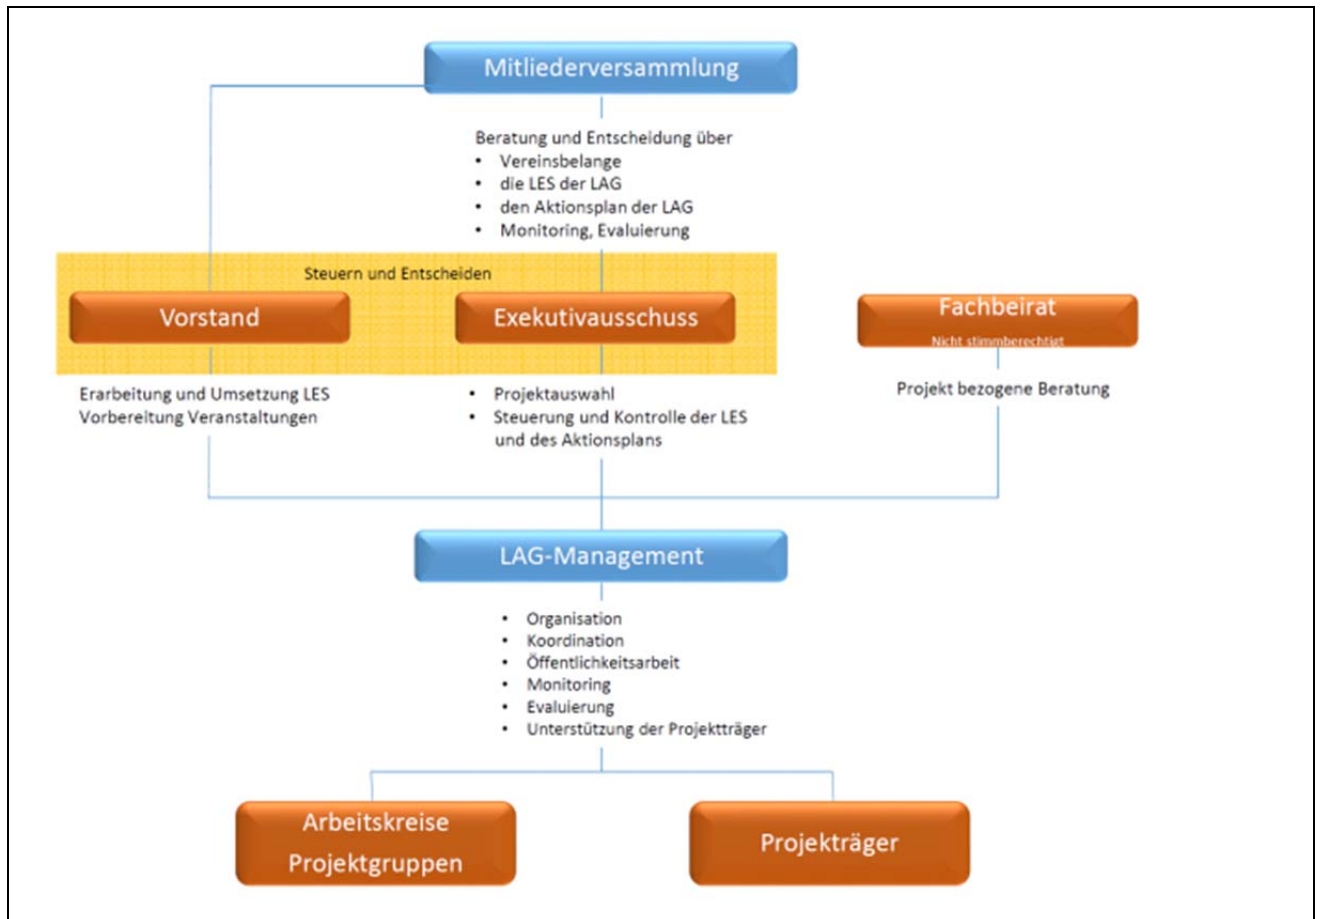 Mitliederversammlung
Beratung und Entscheidung über
• Vereinsbelange
• die LES der LAG
• den Aktionsplan der LAG
• Monitoring, Evaluierung
Steuern und Entscheiden
Vorstand
Exekutivausschuss
Fachbeirat
Nicht stimmberechtigt
Erarbeitung und Umsetzung LES
Vorbereitung Veranstaltungen
• Projektauswahl
• Steuerung und Kontrolle der LES
und des Aktionsplans
Projekt bezogene Beratung
LAG-Management
• Organisation
• Koordination
• Öffentlichkeitsarbeit
• Monitoring
• Evaluierung
• Unterstützung der Projektträger
Arbeitskreise
Projektgruppen
Projekträger